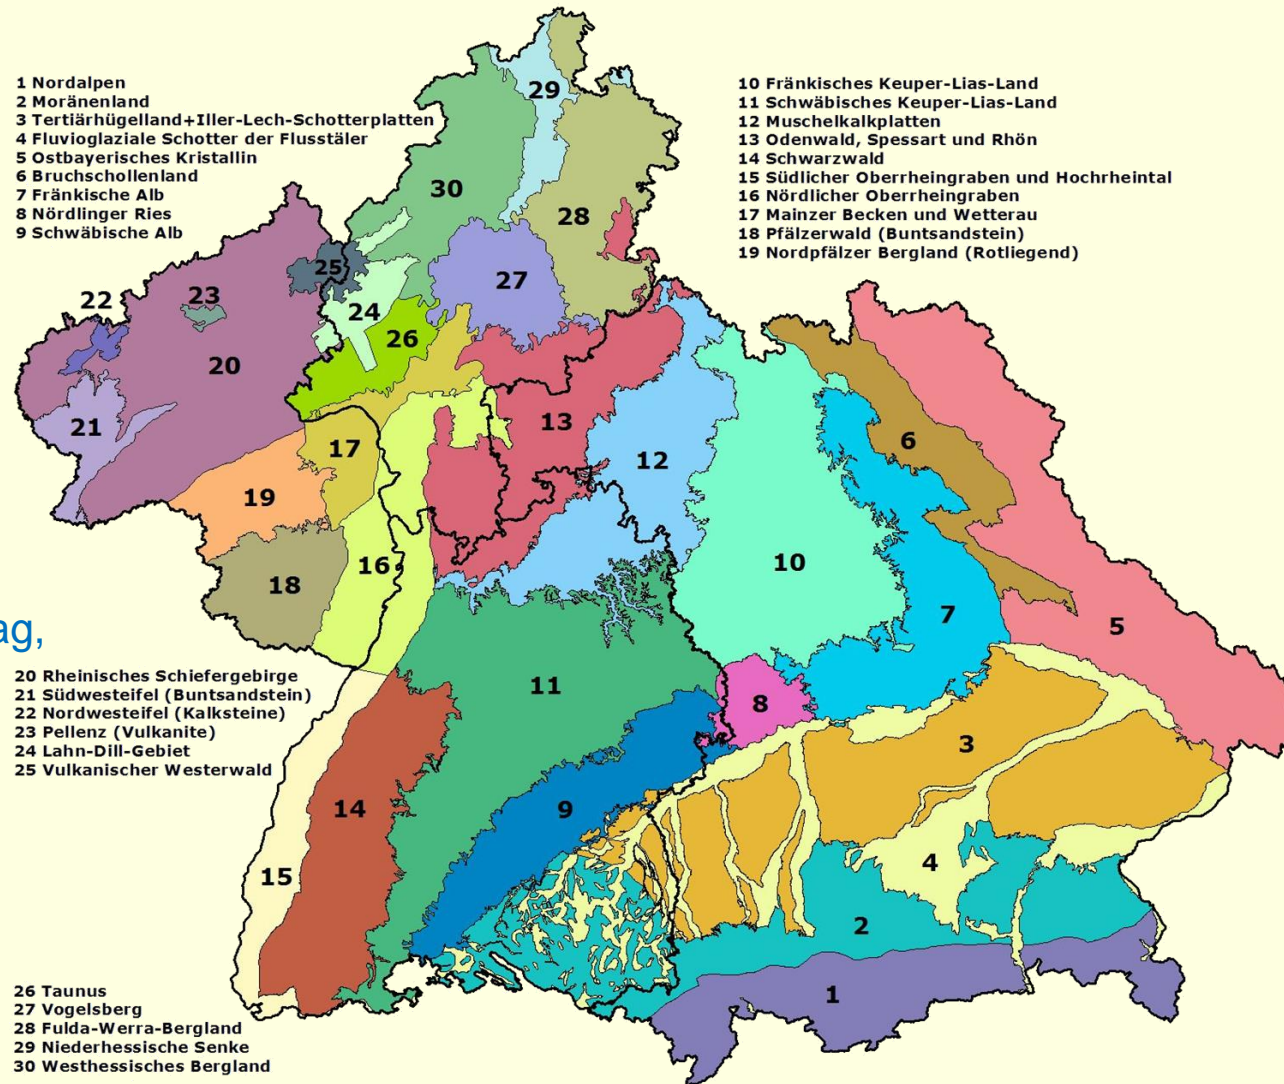 1 Nordalpen
2 Moränenland
3 Tertiärhügelland+Iller-Lech-Schotterplatten
4 Fluvioglaziale Schotter der Flusstäler
5 Ostbayerisches Kristallin
6 Bruchschollenland
7 Fränkische Alb
8 Nördlinger Ries
9 Schwäbische Alb
10 Fränkisches Keuper-Lias-Land
11 Schwäbisches Keuper-Lias-Land
12 Muschelkalkplatten
13 Odenwald, Spessart und Rhön
14 Schwarzwald
15 Südlicher Oberrheingraben und Hochrheintal
16 Nördlicher Oberrheingraben
17 Mainzer Becken und Wetterau
18 Pfälzerwald (Buntsandstein)
19 Nordpfälzer Bergland (Rotliegend)
29
30
28
25
27
22
23
24
26
20
21
13
17
6
12
19
16
10
18
7
5
ag,
20 Rheinisches Schiefergebirge
21 Südwesteifel (Buntsandstein)
22 Nordwesteifel (Kalksteine)
23 Pellenz (Vulkanite)
24 Lahn-Dill-Gebiet
25 Vulkanischer Westerwald
11
8
3
14
9
15
4
2
1
26 Taunus
27 Vogelsberg
28 Fulda-Werra-Bergland
29 Niederhessische Senke
30 Westhessisches Bergland